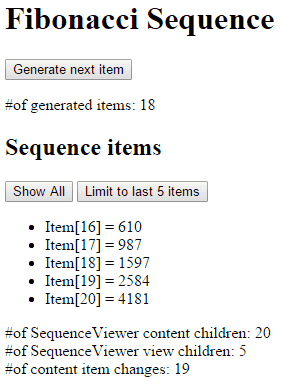 Fibonacci Sequence
Generate next item
#of generated items: 18
Sequence items
Show All Limit to last 5 items
Item[16] = 610
Item[17] = 987
Item[18] = 1597
Item[19] = 2584
Item[20] = 4181
#of SequenceViewer content children: 20
#of SequenceViewer view children: 5
#of content item changes: 19